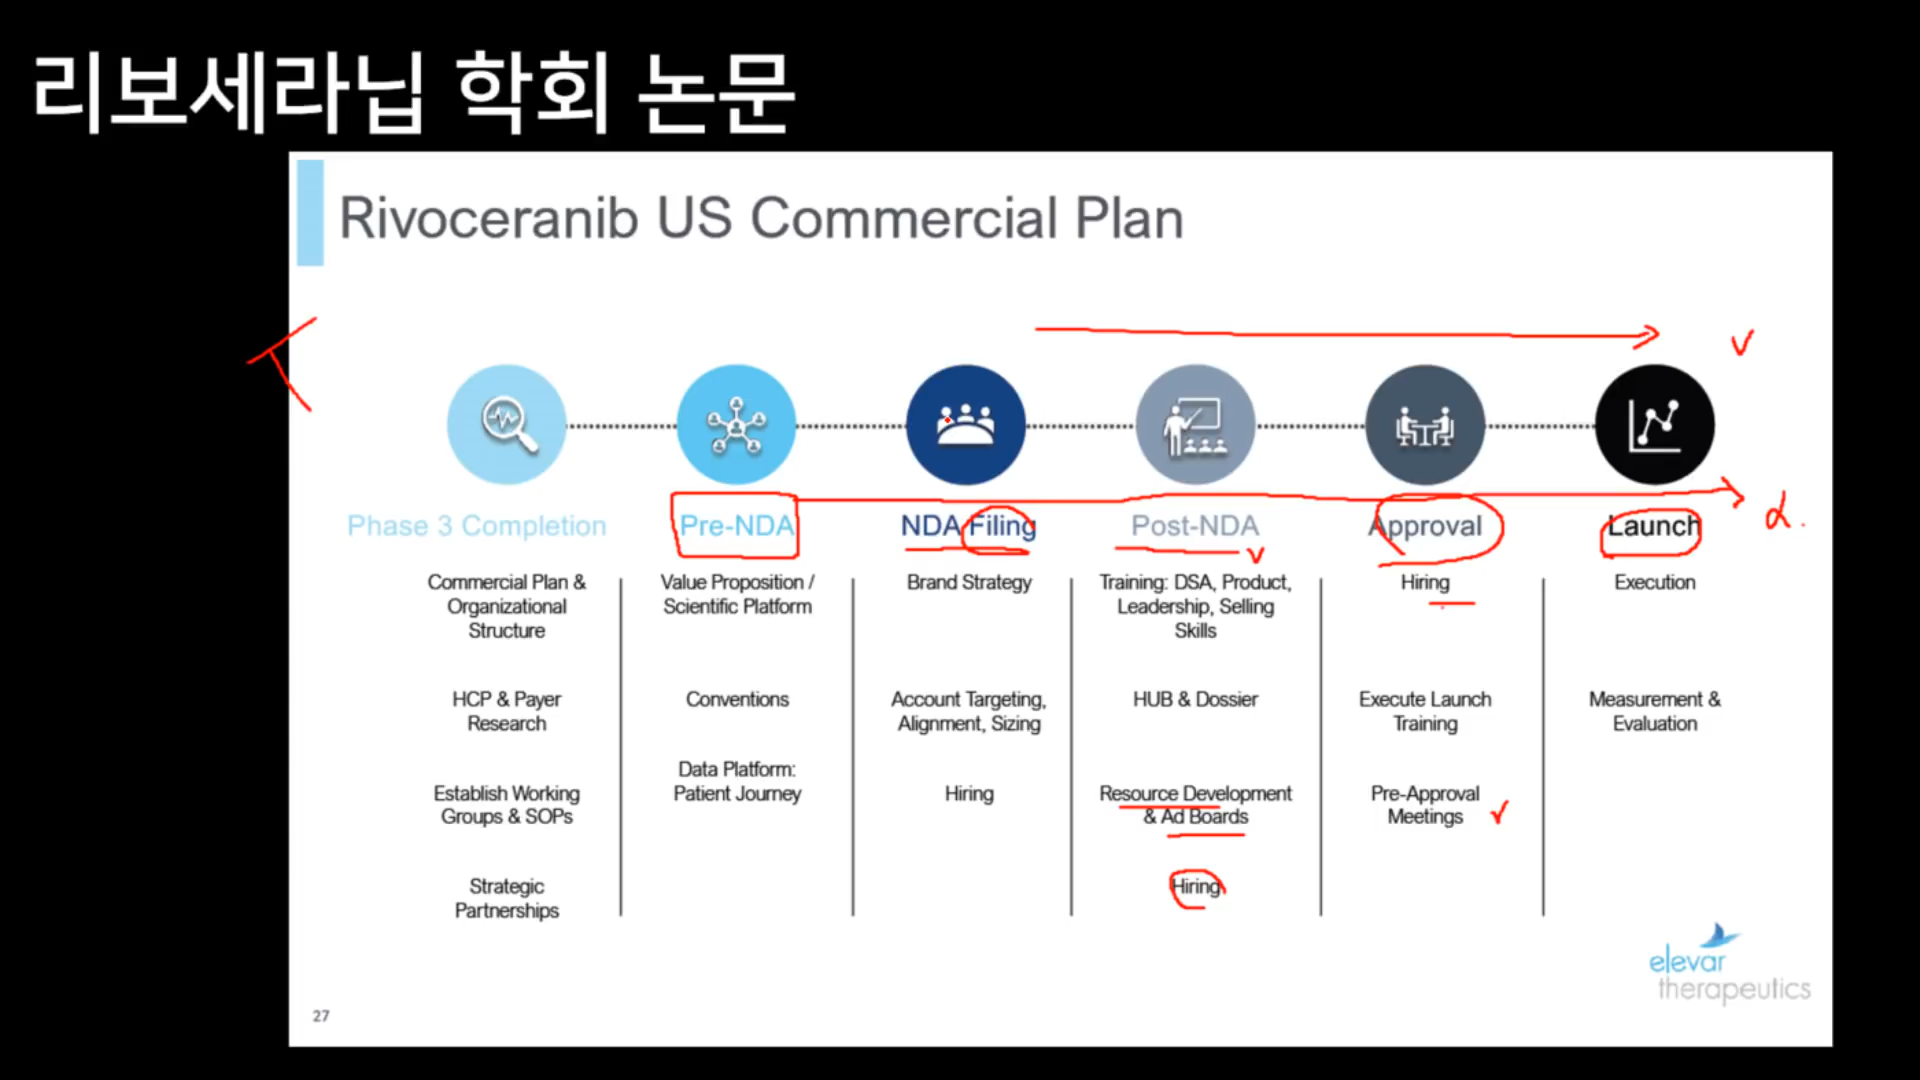 리보세라닙 학회 논문
Rivoceranib US Commercial Plan
Phase 3 Completion
Commercial Plan &
Organizational
Structure
HCP & Payer
Research
Establish Working
Groups & SOPs
Strategic
Partnerships
Pre-NDA
Value Proposition /
Scientific Platform
Conventions
Data Platform:
Patient Journey
NDA Filing
Brand Strategy
Account Targeting,
Alignment, Sizing
Hiring
Post-NDA
Training: DSA, Product,
Leadership, Selling
Skills
HUB & Dossier
Resource Development
& Ad Boards
Hiring
Approval
Hiring
Execute Launch
Training
Pre-Approval
Meetings
Launch
Execution
Measurement &
Evaluation
elevar
therapeutics
27